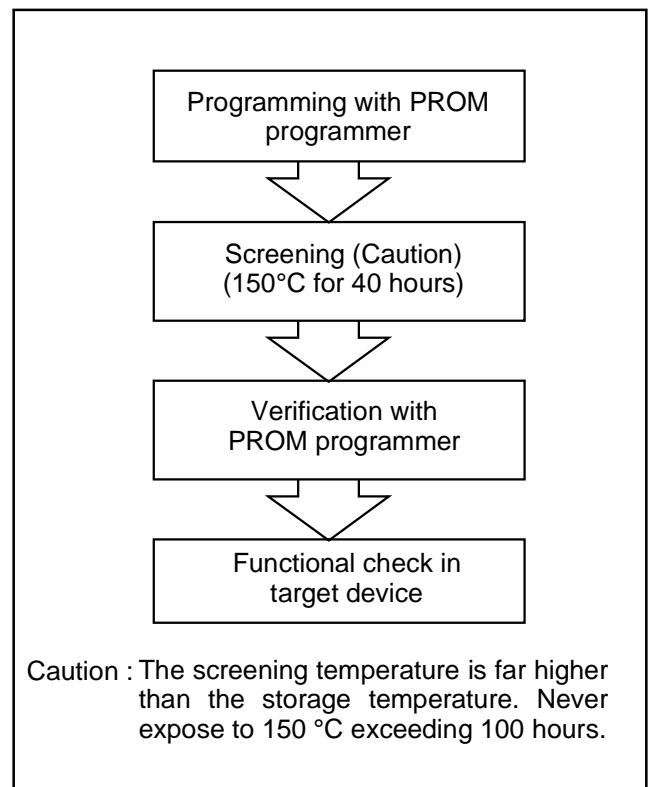 Programming with PROM
programmer
Screening (Caution)
(150°C for 40 hours)
Verification with
PROM programmer
Functional check in
target device
Caution : The screening temperature is far higher
than the storage temperature. Never
expose to 150 °C exceeding 100 hours.